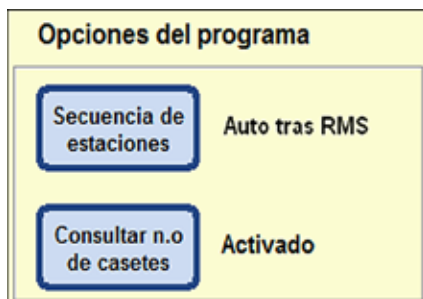 Opciones del programa
Secuencia de
estaciones
Auto tras RMS
Consultar n.o
de casetes
Activado